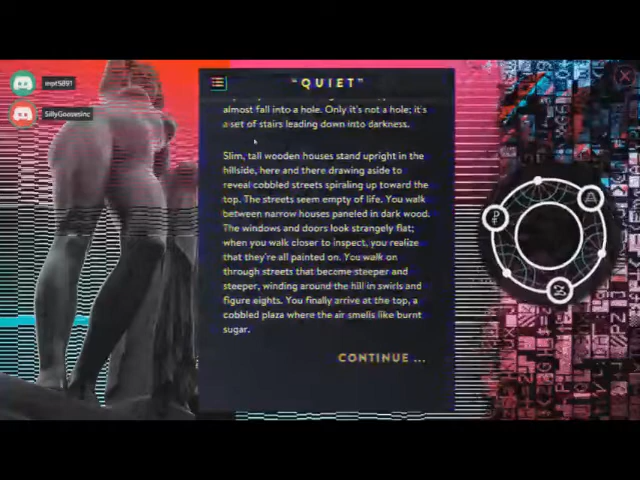 "QUIET"
almost fall into a hole. Only it's not a hole; it's
a set of stairs leading down into darkness.
Slim, tall wooden houses stand upright in the
hillside, here and there drawing aside to
reveal cobbled streets spiraling up toward the
top. The streets seem empty of life. You walk
between narrow houses paneled in dark wood.
The windows and doors look strangely flat;
when you walk closer to inspect, you realize
that they're all painted on. You walk on
through streets that become steeper and
steeper, winding around the hill in swirls and
figure eights. You finally arrive at the top, a
cobbled plaza where the air smells like burnt
sugar.
CONTINUE ...
SillyGoosesInc